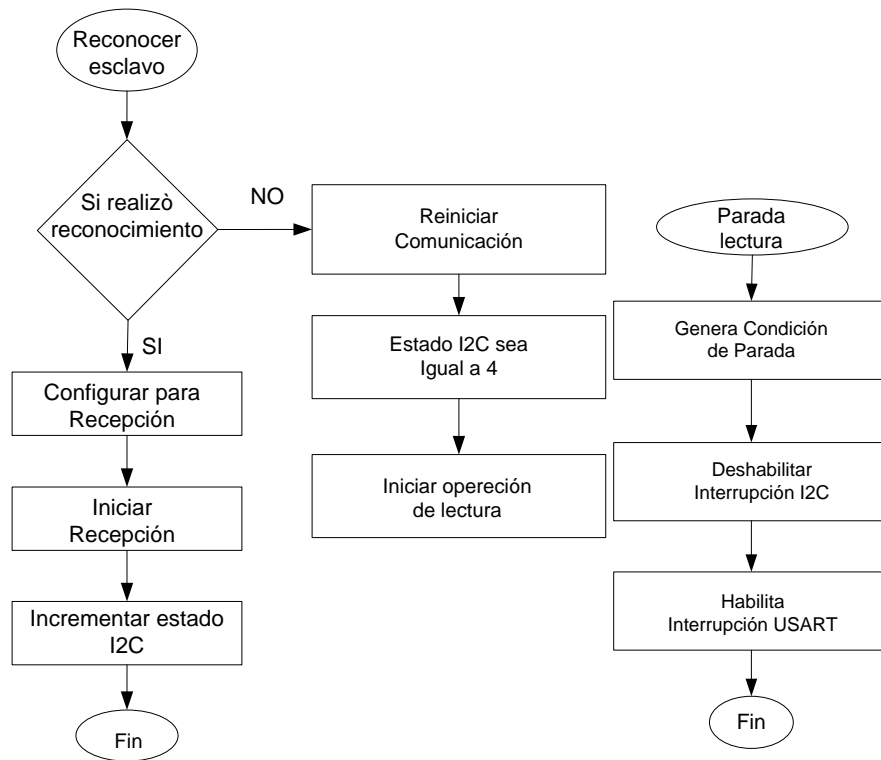 Reconocer
esclavo
Si realizò
reconocimiento
NO
SI
Configurar para
Recepción
Iniciar
Recepción
Incrementar estado
I2C
Fin
Reiniciar
Comunicación
Estado I2C sea
Igual a 4
Iniciaropereción
de lectura
Parada
lectura
Genera Condición
de Parada
Deshabilitar
Interrupción I2C
Habilita
Interrupción USART
Fin